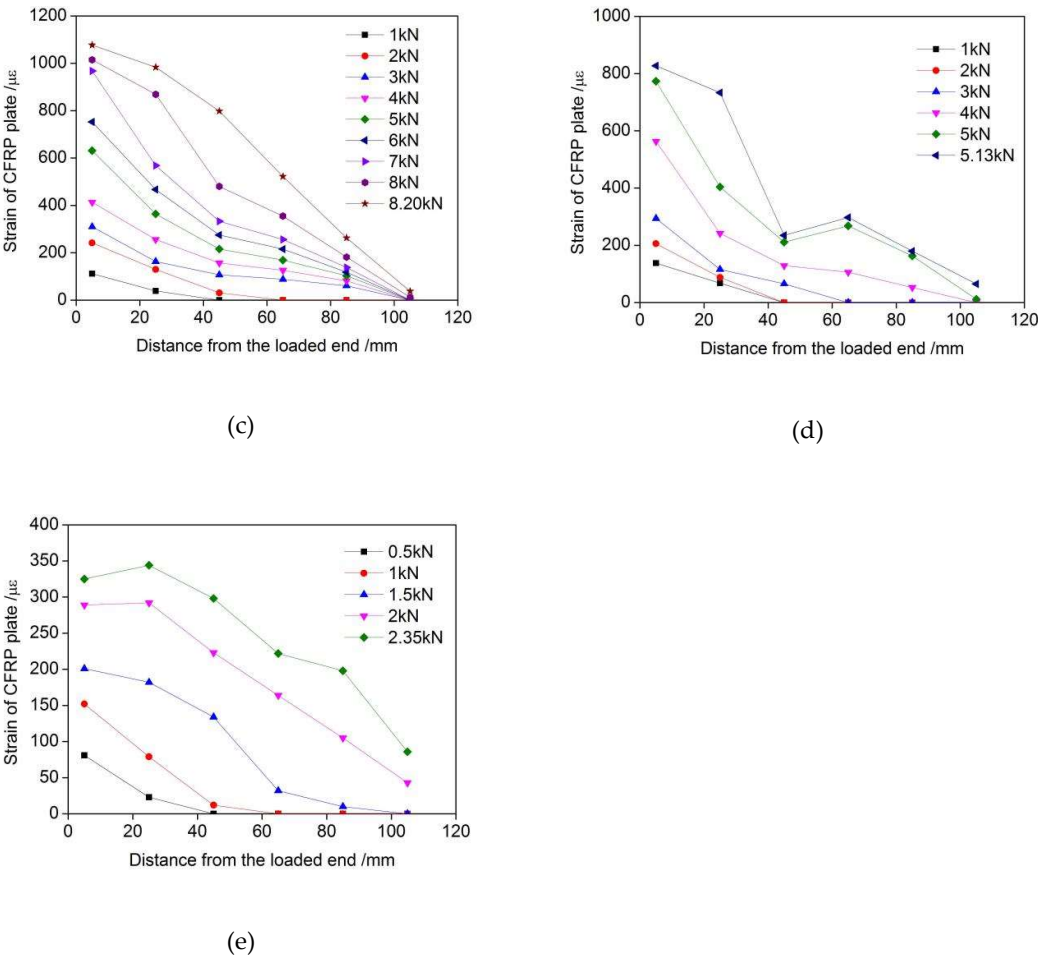 1200
1000
800
600
400
200
0
Strain of CFRP plate /με
1kN
2kN
3kN
4kN
5kN
6kN
7kN
8kN
8.20kN
0 20 40 60 80 100 120
Distance from the loaded end /mm
(c)
1000
800
600
400
200
0
Strain of CFRP plate /με
1kN
2kN
3kN
4kN
5kN
5.13kN
0 20 40 60 80 100 120
Distance from the loaded end /mm
(d)
400
350
300
250
200
150
100
50
0
Strain of CFRP plate /με
0.5kN
1kN
1.5kN
2kN
2.35kN
0 20 40 60 80 100 120
Distance from the loaded end /mm
(e)